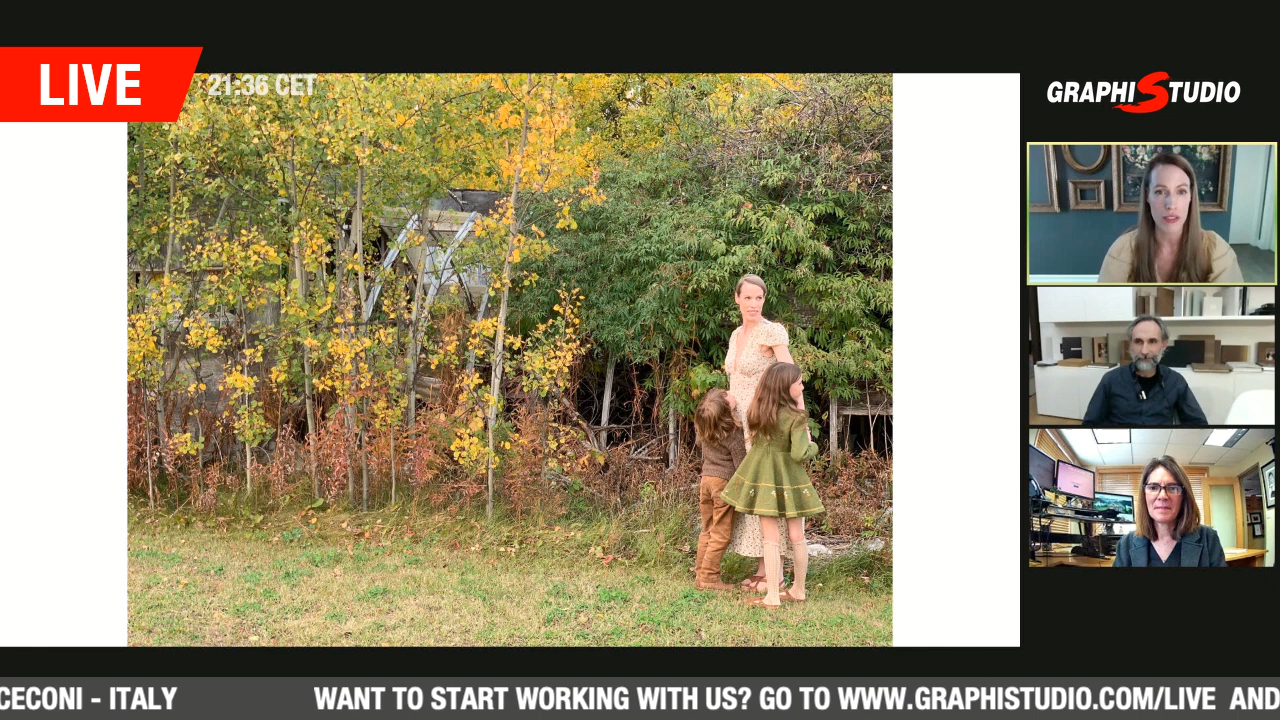 LIVE
21:36 CET
GRAPHISTUDIO
CECONI - ITALY WANT TO START WORKING WITH US? GO TO WWW.GRAPHISTUDIO.COM/LIVE AND